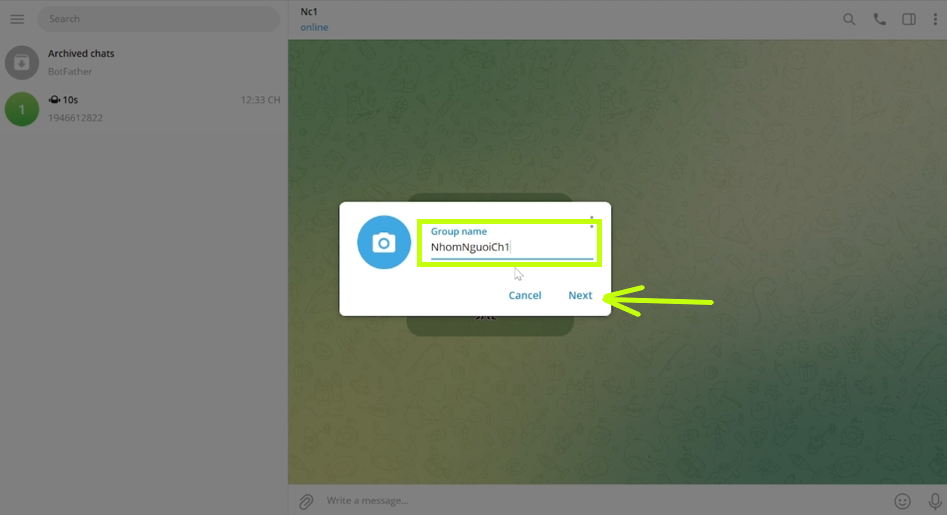 Search
Archived chats
BotFather
1
10s
12:33 CH
1946612822
Nc1
online
Group name
NhomNguoiCh1
Cancel
Next
Write a message...